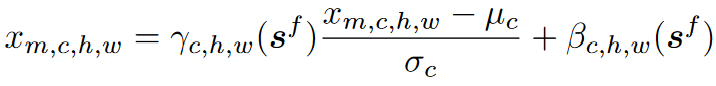 x_{m,c,h,w} = \gamma_{c,h,w}(\boldsymbol{s}^f) \frac{x_{m,c,h,w} - \mu_c}{\sigma_c} + \beta_{c,h,w}(\boldsymbol{s}^f)